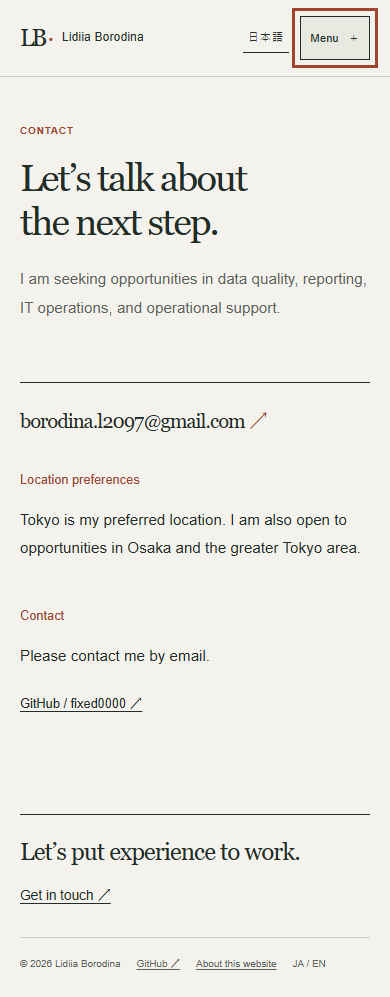 LB· Lidiia Borodina
日本語
Menu +
CONTACT
Let’s talk about
the next step.
I am seeking opportunities in data quality, reporting,
IT operations, and operational support.
borodina.l2097@gmail.com ↗
Location preferences
Tokyo is my preferred location. I am also open to
opportunities in Osaka and the greater Tokyo area.
Contact
Please contact me by email.
GitHub / fixed0000 ↗
Let’s put experience to work.
Get in touch ↗
© 2026 Lidiia Borodina GitHub ↗ About this website JA / EN